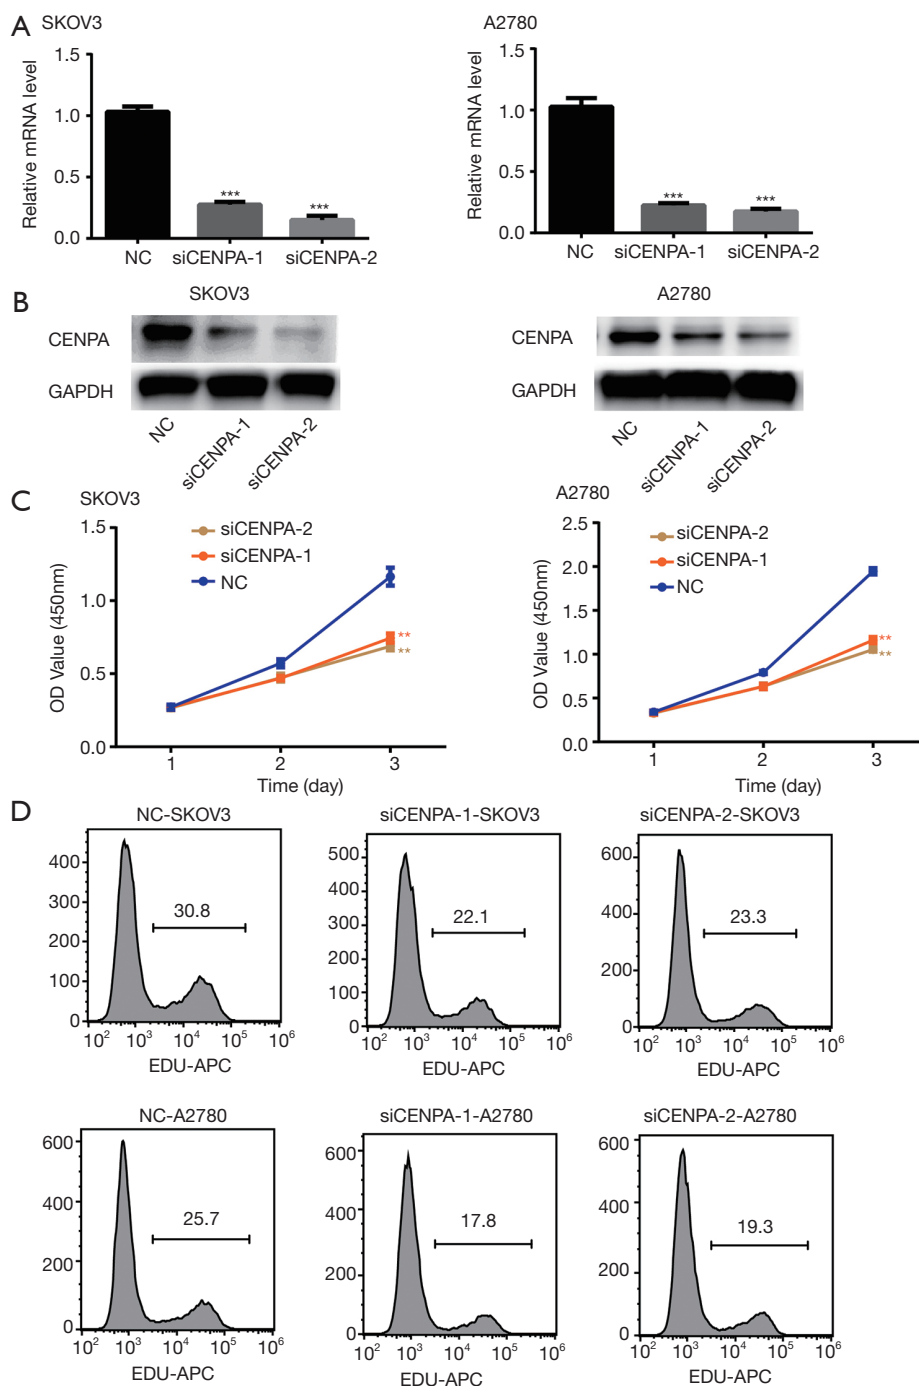 A
SKOV3
Relative mRNA level
1.5
1.0
0.5
0.0
***
***
NC
siCENPA-1
siCENPA-2
A2780
Relative mRNA level
1.5
1.0
0.5
0.0
***
***
NC
siCENPA-1
siCENPA-2
B
SKOV3
CENPA
GAPDH
NC
siCENPA-1
siCENPA-2
A2780
CENPA
GAPDH
NC
siCENPA-1
siCENPA-2
C
SKOV3
OD Value (450nm)
1.5
1.0
0.5
0.0
siCENPA-2
siCENPA-1
NC
**
**
1 2 3
Time (day)
A2780
OD Value (450nm)
2.5
2.0
1.5
1.0
0.5
0.0
siCENPA-2
siCENPA-1
NC
**
**
1 2 3
Time (day)
D
NC-SKOV3
400
300
200
100
0
30.8
10² 10³ 10⁴ 10⁵ 10⁶
EDU-APC
siCENPA-1-SKOV3
500
400
300
200
100
0
22.1
10² 10³ 10⁴ 10⁵ 10⁶
EDU-APC
siCENPA-2-SKOV3
600
400
200
0
23.3
10² 10³ 10⁴ 10⁵ 10⁶
EDU-APC
NC-A2780
600
400
200
0
25.7
10² 10³ 10⁴ 10⁵ 10⁶
EDU-APC
siCENPA-1-A2780
600
400
200
0
17.8
10² 10³ 10⁴ 10⁵ 10⁶
EDU-APC
siCENPA-2-A2780
600
400
200
0
19.3
10² 10³ 10⁴ 10⁵ 10⁶
EDU-APC